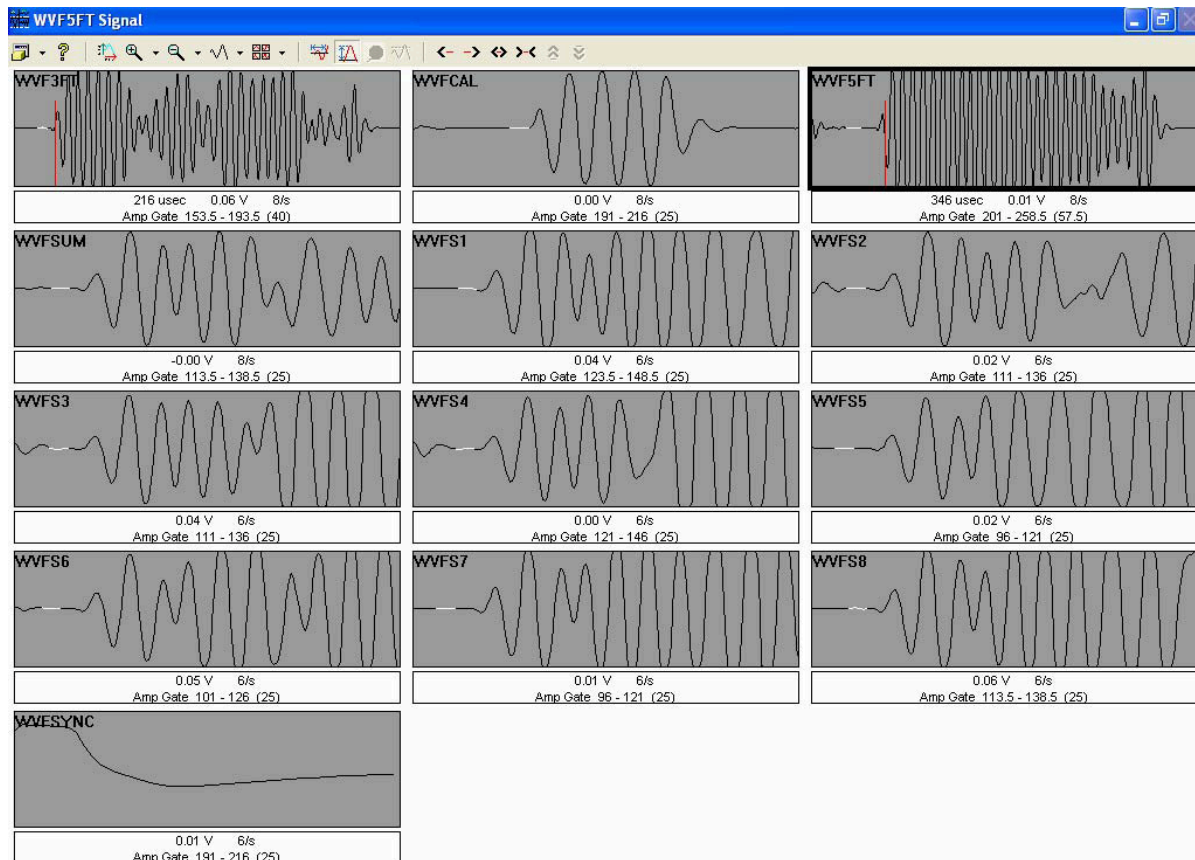 WVF5FT Signal
WVF3FT
WVFCAL
WVF5FT
216 usec 0.06 V 8/s
0.00 V 8/s
346 usec 0.01 V 8/s
Amp Gate 153.5 - 193.5 (40)
Amp Gate 191 - 216 (25)
Amp Gate 201 - 258.5 (57.5)
WVFSUM
WVFS1
WVFS2
-0.00 V 8/s
0.04 V 6/s
0.02 V 6/s
Amp Gate 113.5 - 138.5 (25)
Amp Gate 123.5 - 148.5 (25)
Amp Gate 111 - 136 (25)
WVFS3
WVFS4
WVFS5
0.04 V 6/s
0.00 V 6/s
0.02 V 6/s
Amp Gate 111 - 136 (25)
Amp Gate 121 - 146 (25)
Amp Gate 96 - 121 (25)
WVFS6
WVFS7
WVFS8
0.05 V 6/s
0.01 V 6/s
0.06 V 6/s
Amp Gate 101 - 126 (25)
Amp Gate 96 - 121 (25)
Amp Gate 113.5 - 138.5 (25)
WVFSYNC
0.01 V 6/s
Amp Gate 191 - 216 (25)